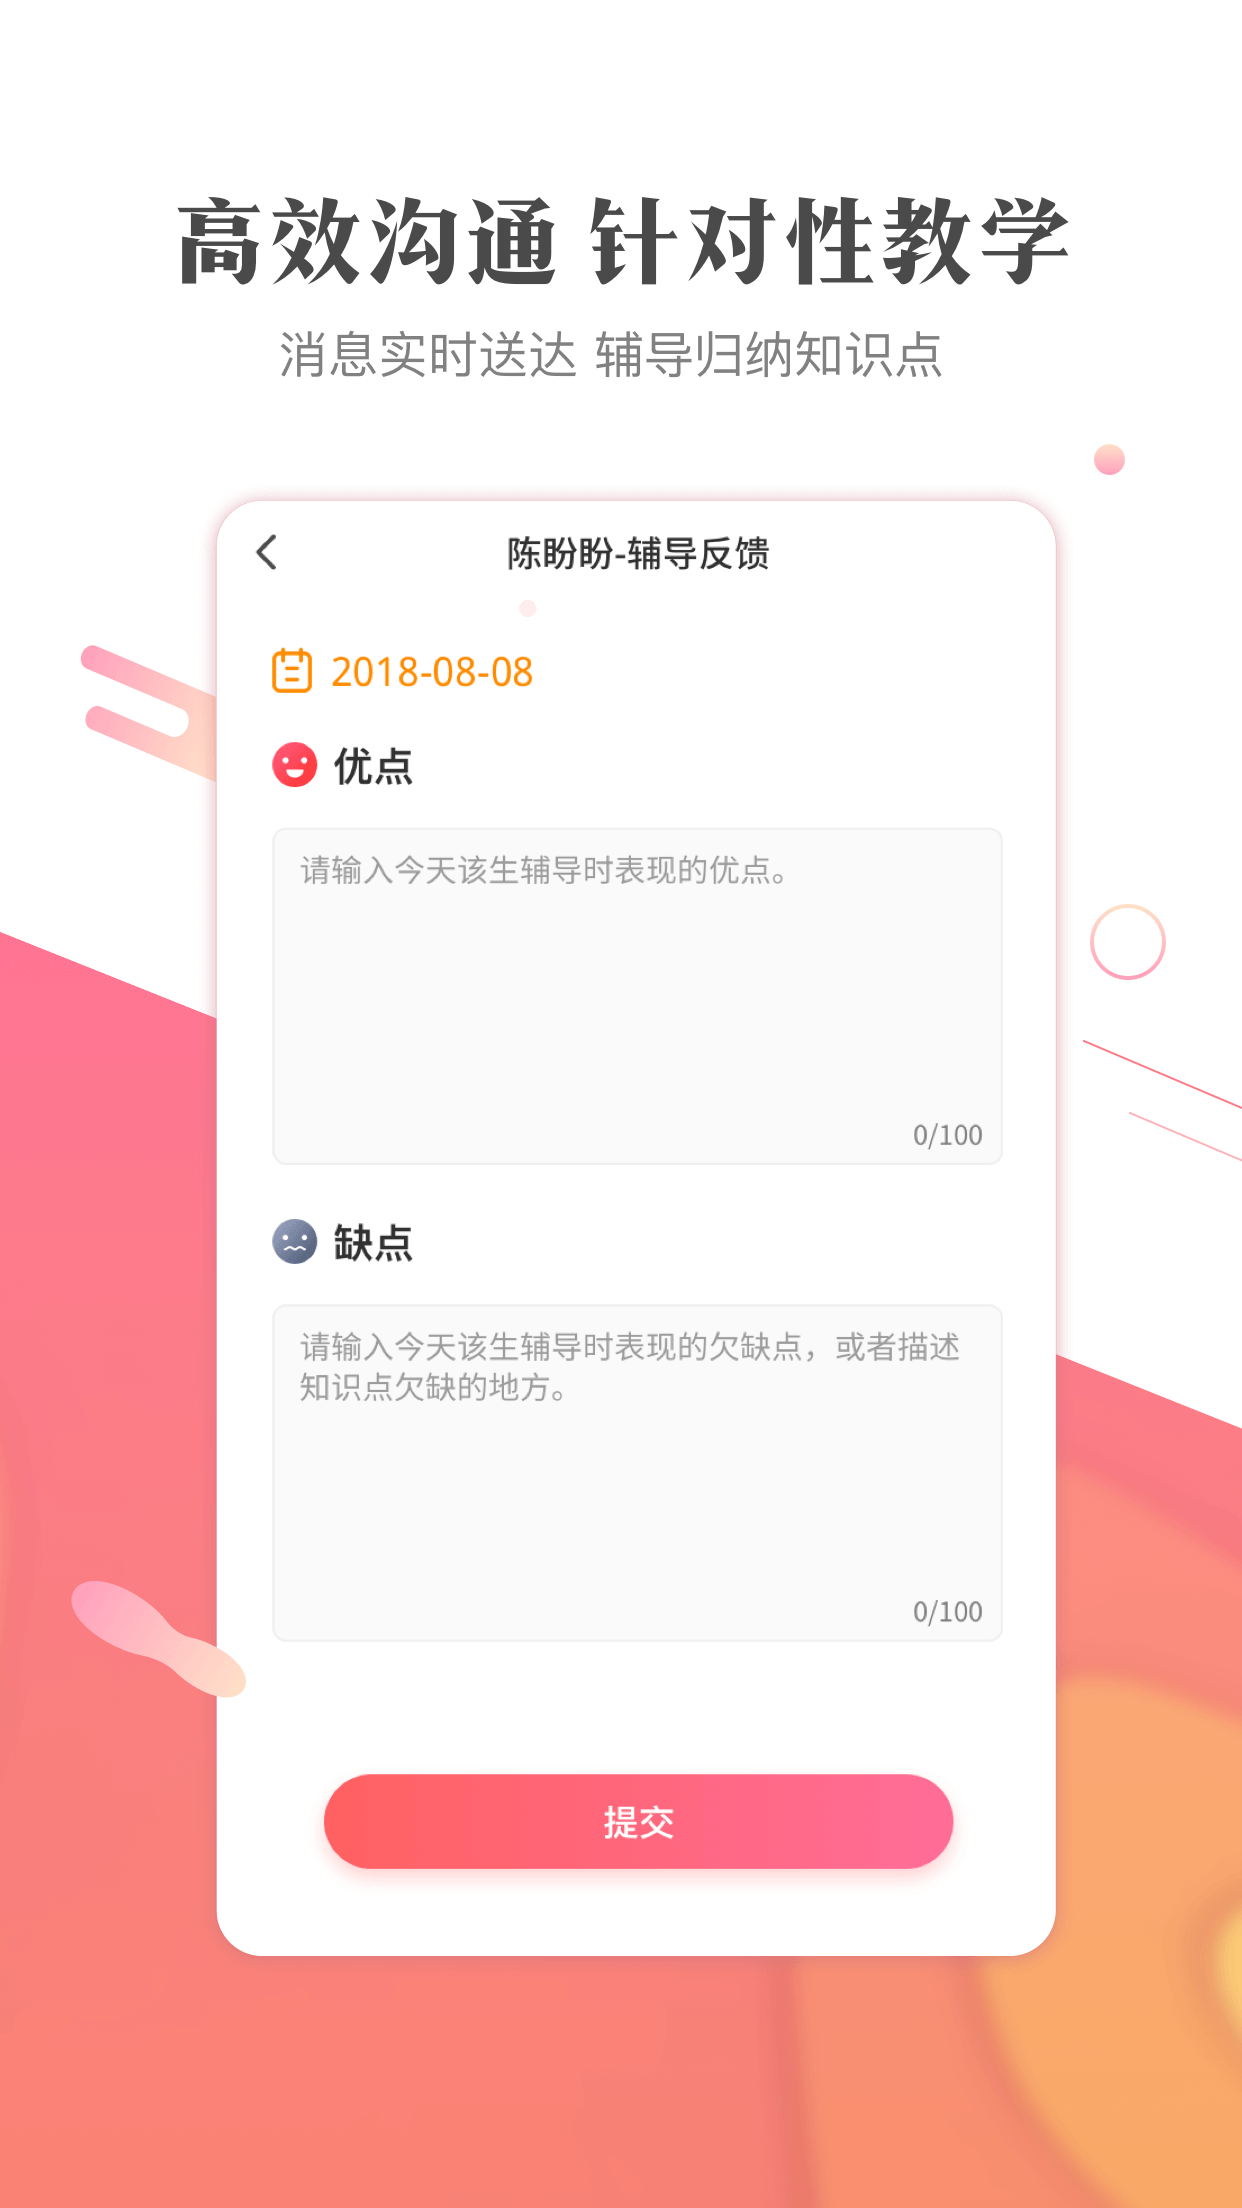 高效沟通 针对性教学
消息实时送达 辅导归纳知识点
陈盼盼-辅导反馈
2018-08-08
优点
请输入今天该生辅导时表现的优点。
0/100
缺点
请输入今天该生辅导时表现的欠缺点，或者描述
知识点欠缺的地方。
0/100
提交